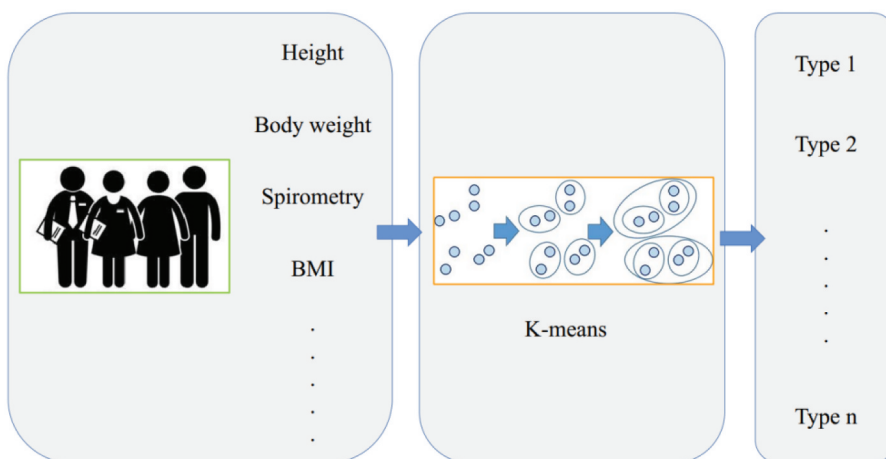 Height
Body weight
Spirometry
BMI
.
.
.
.
.
K-means
Type 1
Type 2
.
.
.
.
.
Type n